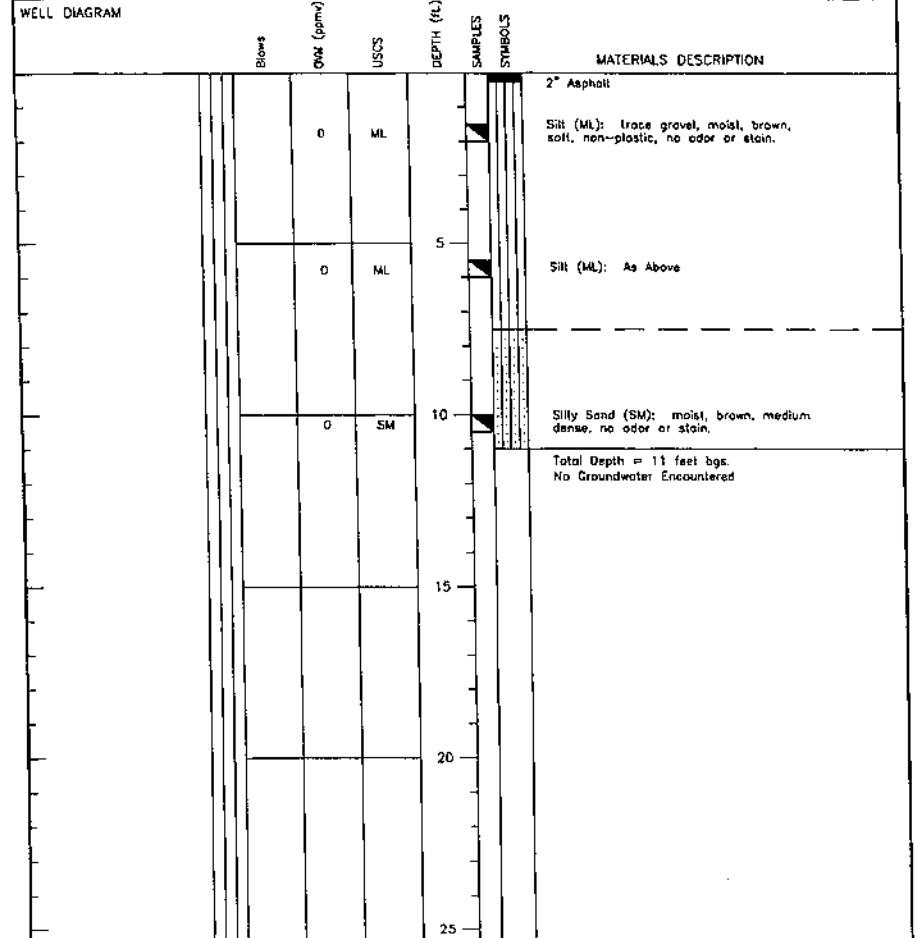 WELL DIAGRAM
Blows
OVM (ppmv)
USCS
DEPTH (ft.)
SAMPLES
SYMBOLS
MATERIALS DESCRIPTION
2" Asphalt
0 ML
Silt (ML): trace gravel, moist, brown,
soft, non-plastic, no odor or stain.
5
0 ML
Silt (ML): As Above
10
0 SM
Silty Sand (SM): moist, brown, medium
dense, no odor or stain.
Total Depth = 11 feet bgs.
No Groundwater Encountered
15
20
25